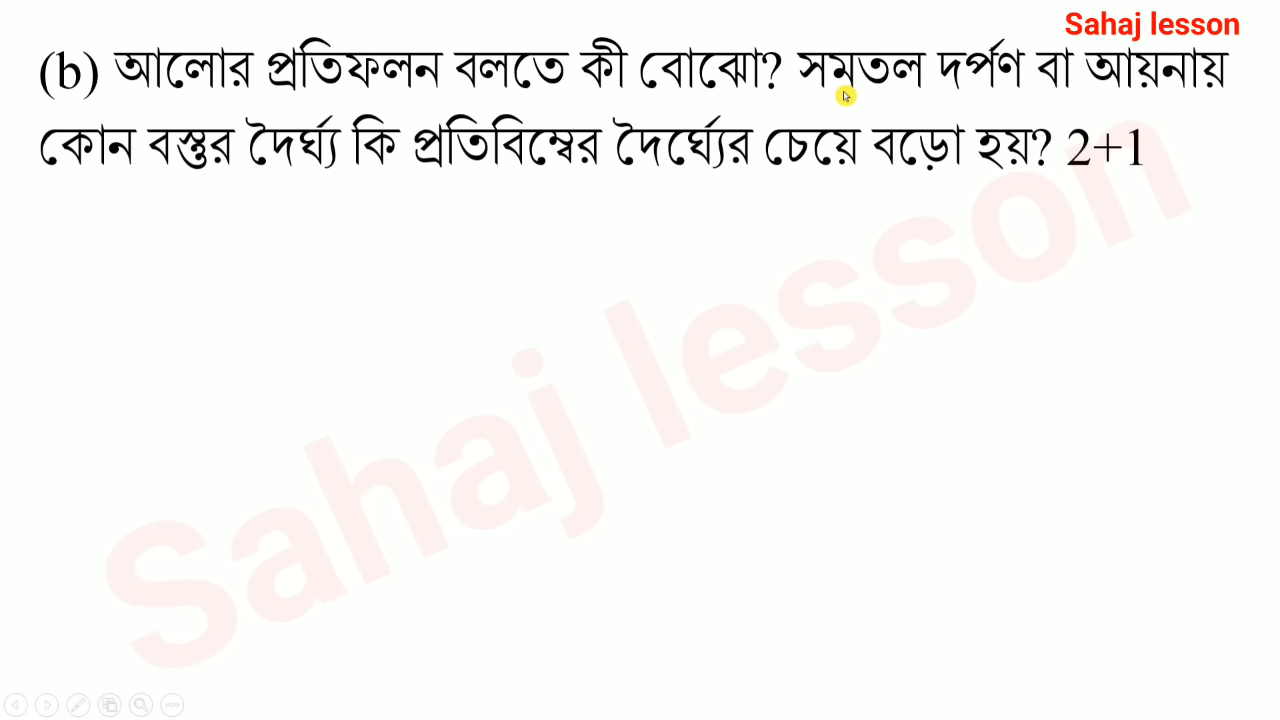 Sahaj lesson
(b) আলোর প্রতিফলন বলতে কী বোঝো? সমতল দর্পণ বা আয়নায়
কোন বস্তুর দৈর্ঘ্য কি প্রতিবিম্বের দৈর্ঘ্যের চেয়ে বড়ো হয়? 2+1
Sahaj lesson